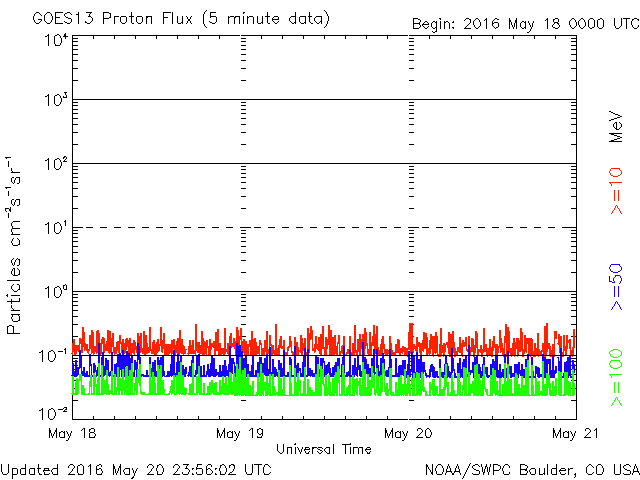 GOES13 Proton Flux (5 minute data)
Begin: 2016 May 18 0000 UTC
Particles cm⁻²s⁻¹sr⁻¹
10⁴
10³
10²
10¹
10⁰
10⁻¹
10⁻²
May 18 May 19 May 20 May 21
Universal Time
>=10 MeV
>=50
>=100
Updated 2016 May 20 23:56:02 UTC
NOAA/SWPC Boulder, CO USA